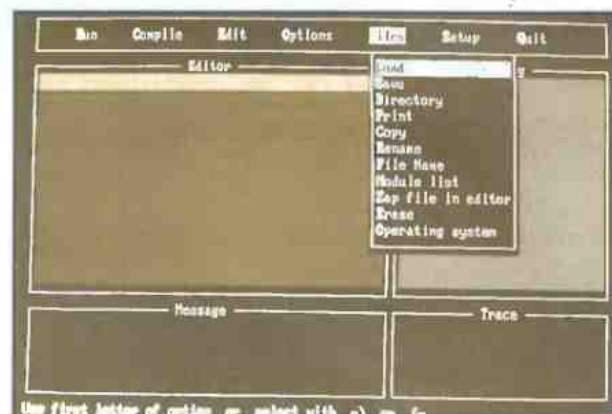 Run Compile Edit Options Files Setup Quit
Editor
Load
Save
Directory
Print
Copy
Rename
File Name
Module list
Zap file in editor
Erase
Operating system
Message
Trace
Use first letter of option or select with